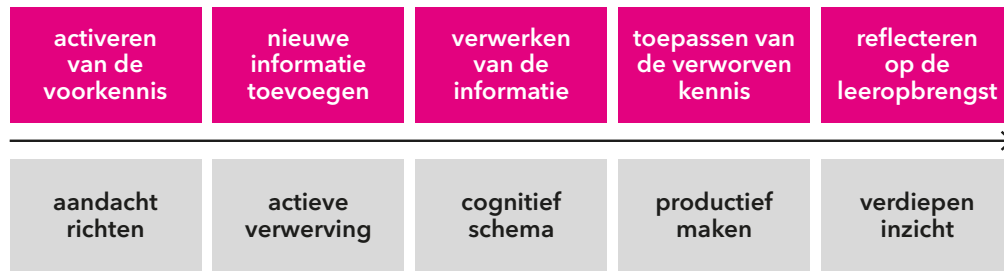 activeren
van de
voorkennis
nieuwe
informatie
toevoegen
verwerken
van de
informatie
toepassen van
de verworven
kennis
reflecteren
op de
leeropbrengst
aandacht
richten
actieve
verwerving
cognitief
schema
productief
maken
verdiepen
inzicht